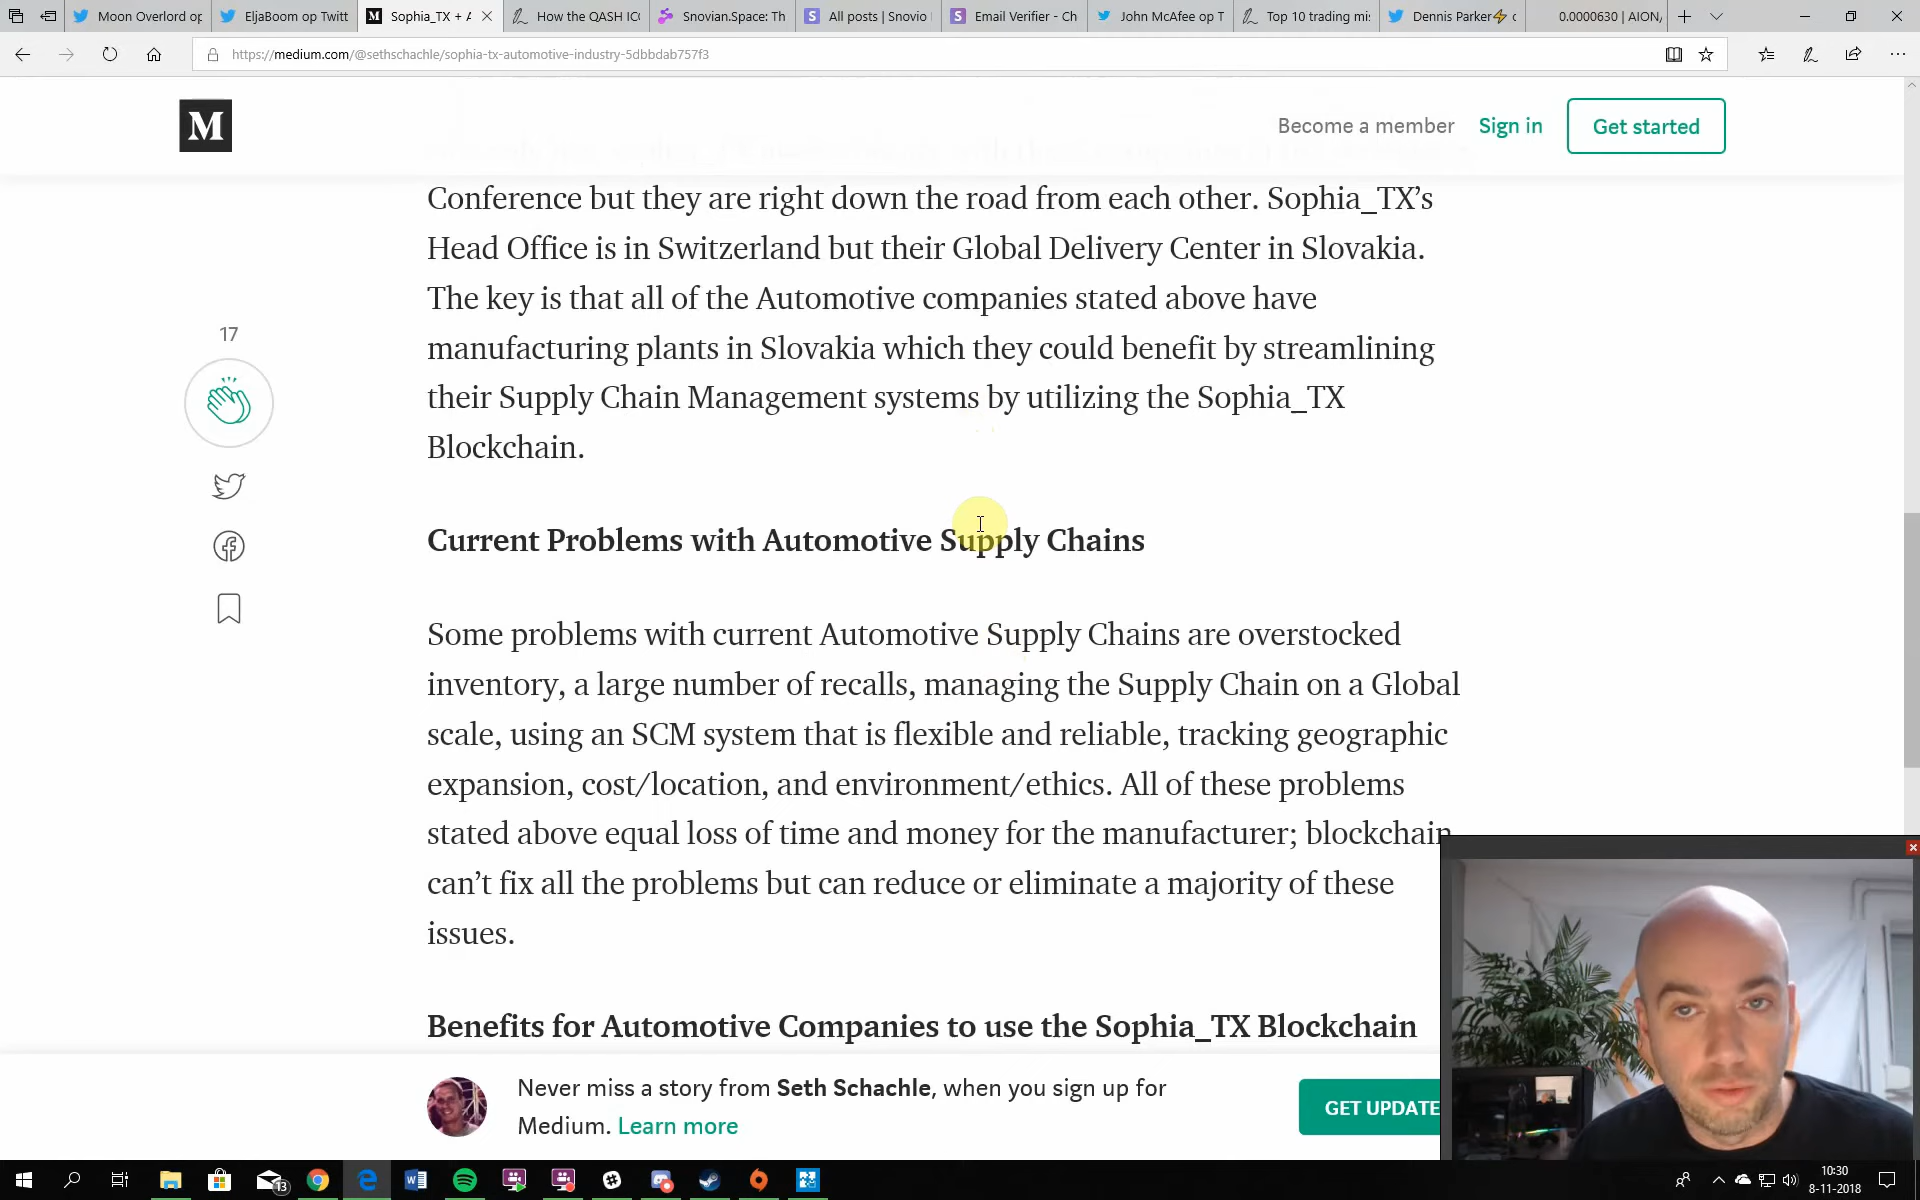 Moon Overlord op
EljaBoom op Twitt
Sophia_TX + A
How the QASH ICO
Snovian.Space: Th
All posts | Snovio
Email Verifier - Ch
John McAfee op T
Top 10 trading mi
Dennis Parker⚡ o
0.0000630 | AION/
https://medium.com/@sethschachle/sophia-tx-automotive-industry-5dbbdab757f3
M
Become a member
Sign in
Get started
Conference but they are right down the road from each other. Sophia_TX’s
Head Office is in Switzerland but their Global Delivery Center in Slovakia.
The key is that all of the Automotive companies stated above have
manufacturing plants in Slovakia which they could benefit by streamlining
their Supply Chain Management systems by utilizing the Sophia_TX
Blockchain.
17
Current Problems with Automotive Supply Chains
Some problems with current Automotive Supply Chains are overstocked
inventory, a large number of recalls, managing the Supply Chain on a Global
scale, using an SCM system that is flexible and reliable, tracking geographic
expansion, cost/location, and environment/ethics. All of these problems
stated above equal loss of time and money for the manufacturer; blockchain
can’t fix all the problems but can reduce or eliminate a majority of these
issues.
Benefits for Automotive Companies to use the Sophia_TX Blockchain
Never miss a story from Seth Schachle, when you sign up for
Medium. Learn more
GET UPDATE
13
10:30
8-11-2018